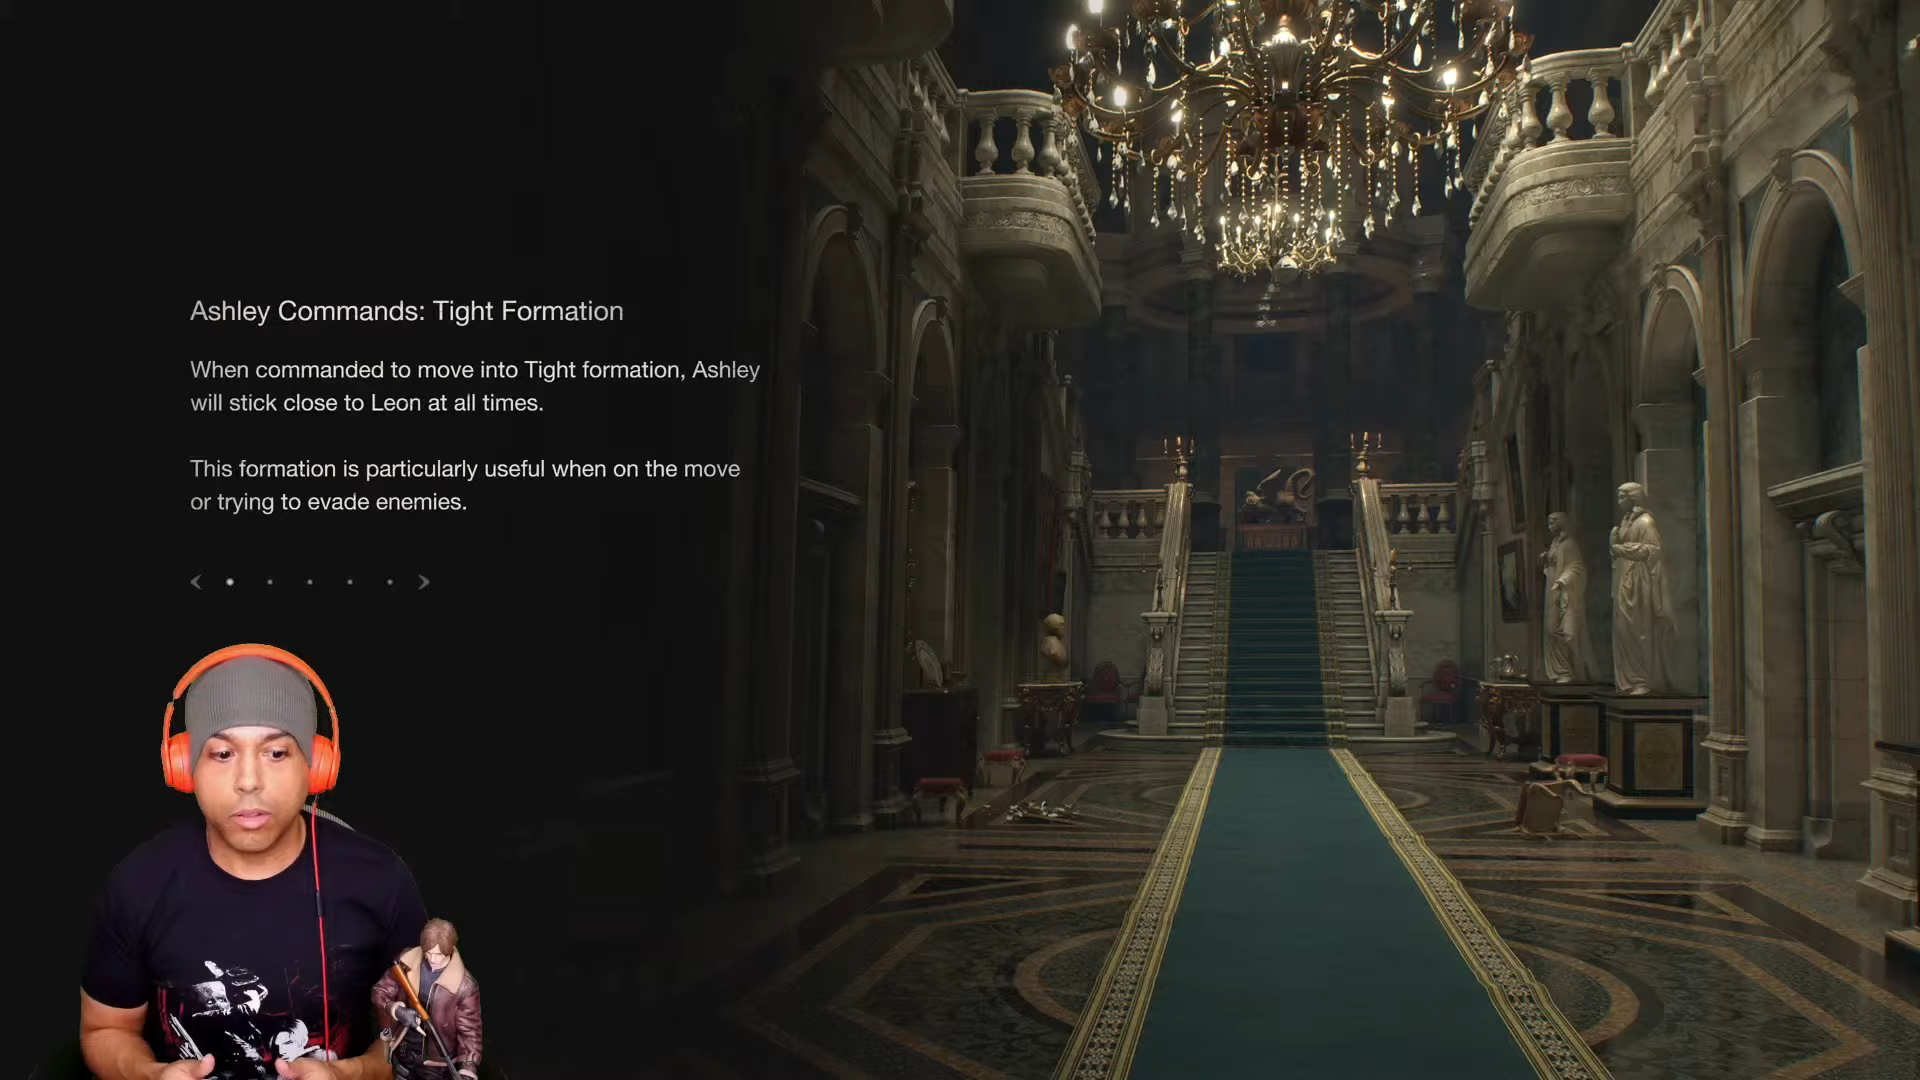 Ashley Commands: Tight Formation
When commanded to move into Tight formation, Ashley
will stick close to Leon at all times.
This formation is particularly useful when on the move
or trying to evade enemies.